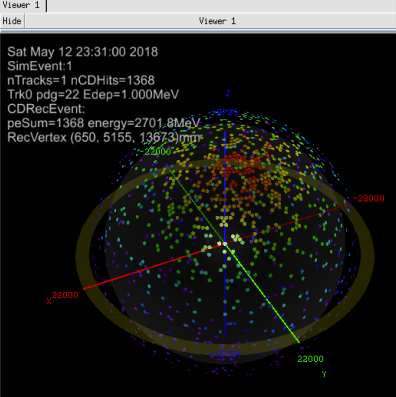 Viewer 1
Hide Viewer 1
Sat May 12 23:31:00 2018
SimEvent:1
nTracks=1 nCDHits=1368
Trk0 pdg=22 Edep=1.000MeV
CDRecEvent:
peSum=1368 energy=2701.8MeV
RecVertex (650, 5155, 13673)mm
Z
-22000
-22000
X 22000
22000
Y